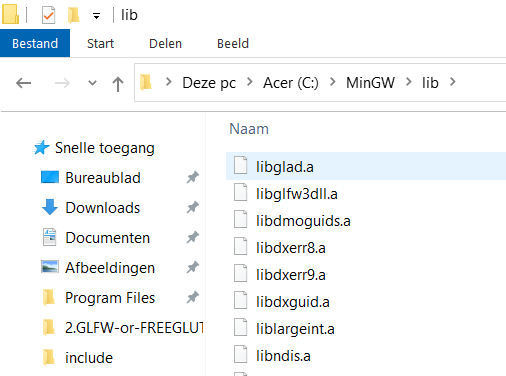 lib
Bestand Start Delen Beeld
Deze pc Acer (C:) MinGW lib
Naam
Snelle toegang
Bureaublad
Downloads
Documenten
Afbeeldingen
Program Files
2.GLFW-or-FREEGLUT
include
libglad.a
libglfw3dll.a
libdmoguids.a
libdxerr8.a
libdxerr9.a
libdxguid.a
liblargeint.a
libndis.a